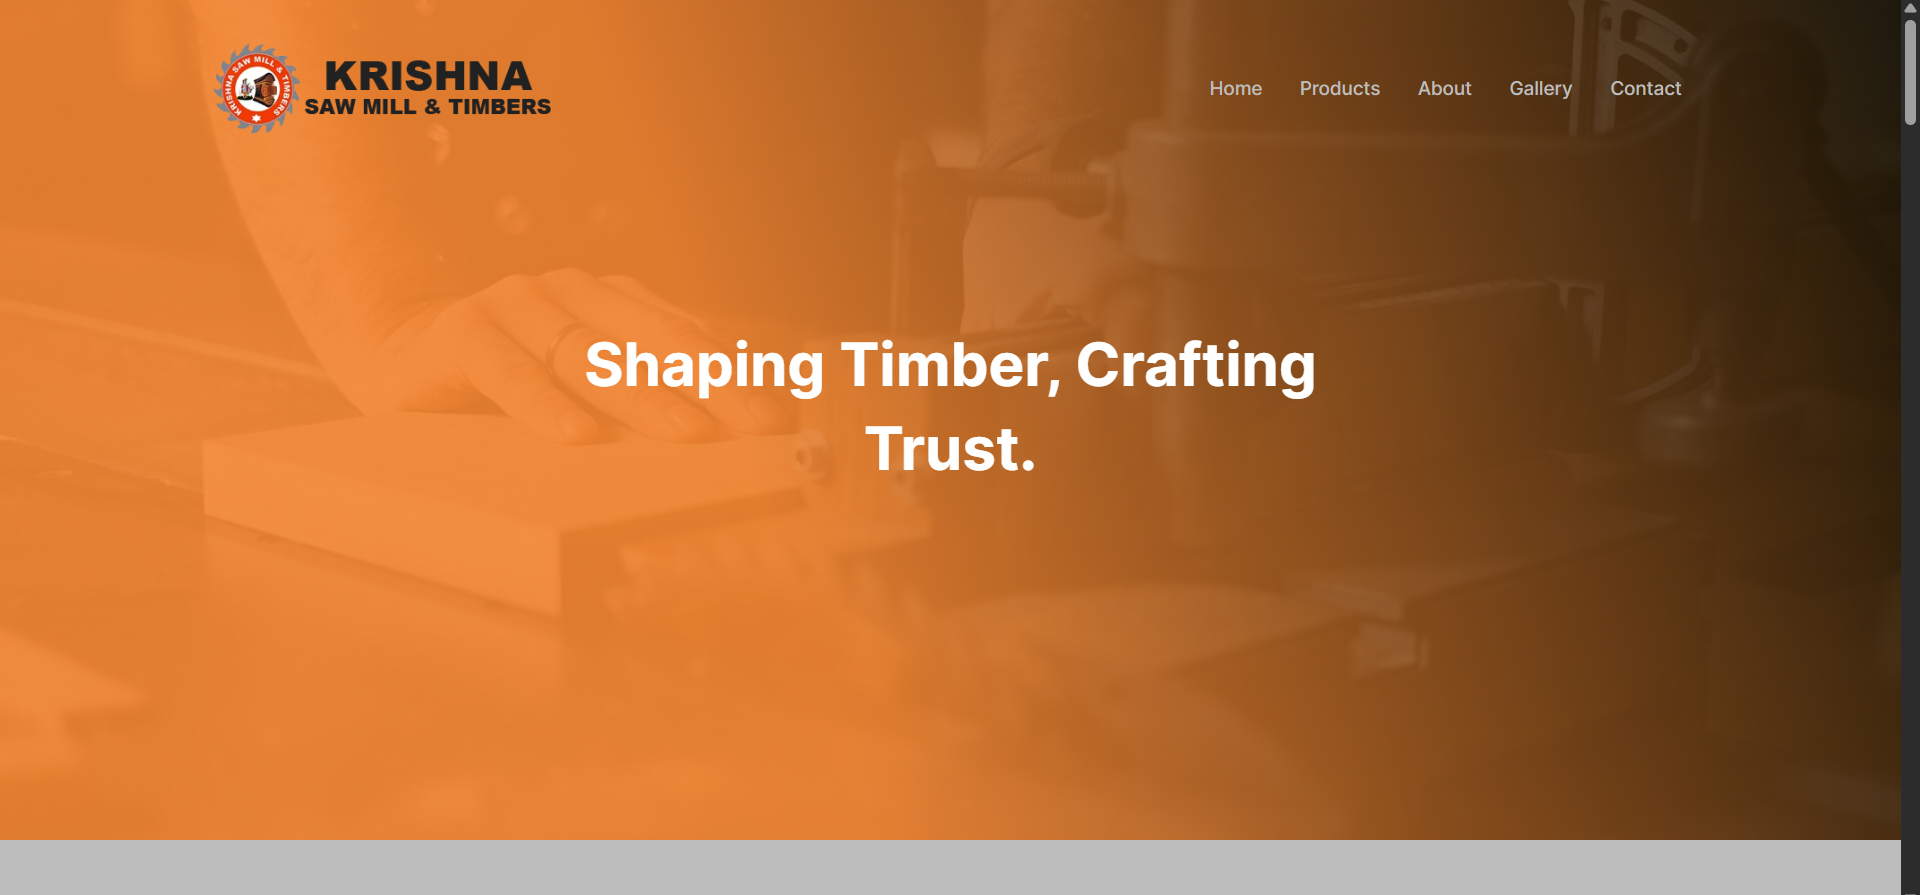 KRISHNA SAW MILL & TIMBERS
KRISHNA
SAW MILL & TIMBERS
Home Products About Gallery Contact
Shaping Timber, Crafting
Trust.